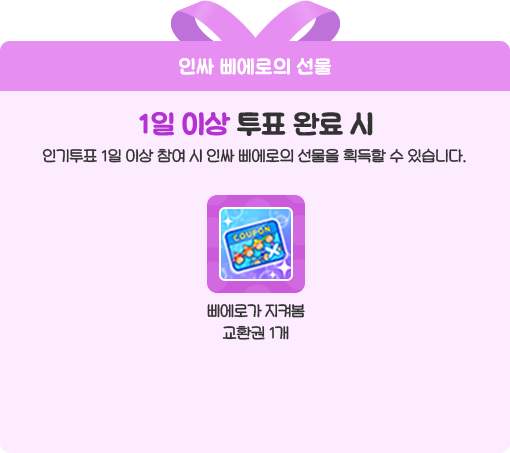 인싸 삐에로의 선물
1일 이상 투표 완료 시
인기투표 1일 이상 참여 시 인싸 삐에로의 선물을 획득할 수 있습니다.
COUPON
삐에로가 지켜봄
교환권 1개